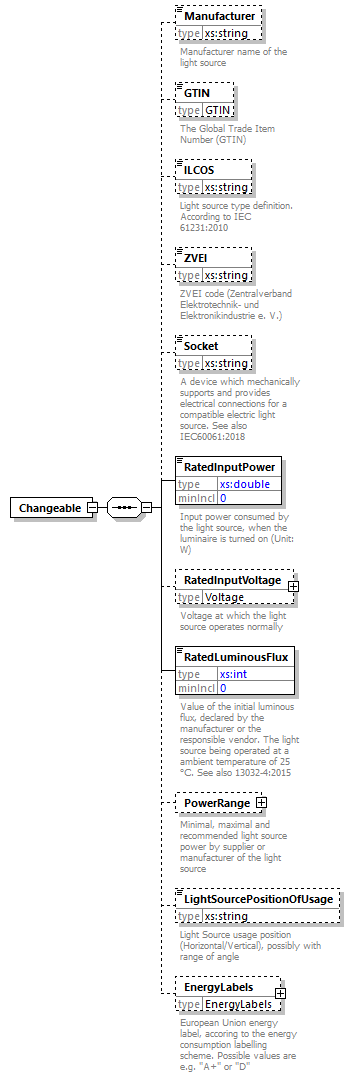 Manufacturer
type xs:string
Manufacturer name of the
light source
GTIN
type GTIN
The Global Trade Item
Number (GTIN)
ILCOS
type xs:string
Light source type definition.
According to IEC
61231:2010
ZVEI
type xs:string
ZVEI code (Zentralverband
Elektrotechnik- und
Elektronikindustrie e. V.)
Socket
type xs:string
A device which mechanically
supports and provides
electrical connections for a
compatible electric light
source. See also
IEC60061:2018
Changeable
RatedInputPower
type xs:double
minIncl 0
Input power consumed by
the light source, when the
luminaire is turned on (Unit:
W)
RatedInputVoltage
type Voltage
Voltage at which the light
source operates normally
RatedLuminousFlux
type xs:int
minIncl 0
Value of the initial luminous
flux, declared by the
manufacturer or the
responsible vendor. The light
source being operated at a
ambient temperature of 25
°C. See also 13032-4:2015
PowerRange
Minimal, maximal and
recommended light source
power by supplier or
manufacturer of the light
source
LightSourcePositionOfUsage
type xs:string
Light Source usage position
(Horizontal/Vertical), possibly with
range of angle
EnergyLabels
type EnergyLabels
European Union energy
label, accoring to the energy
consumption labelling
scheme. Possible values are
e.g. "A+" or "D"